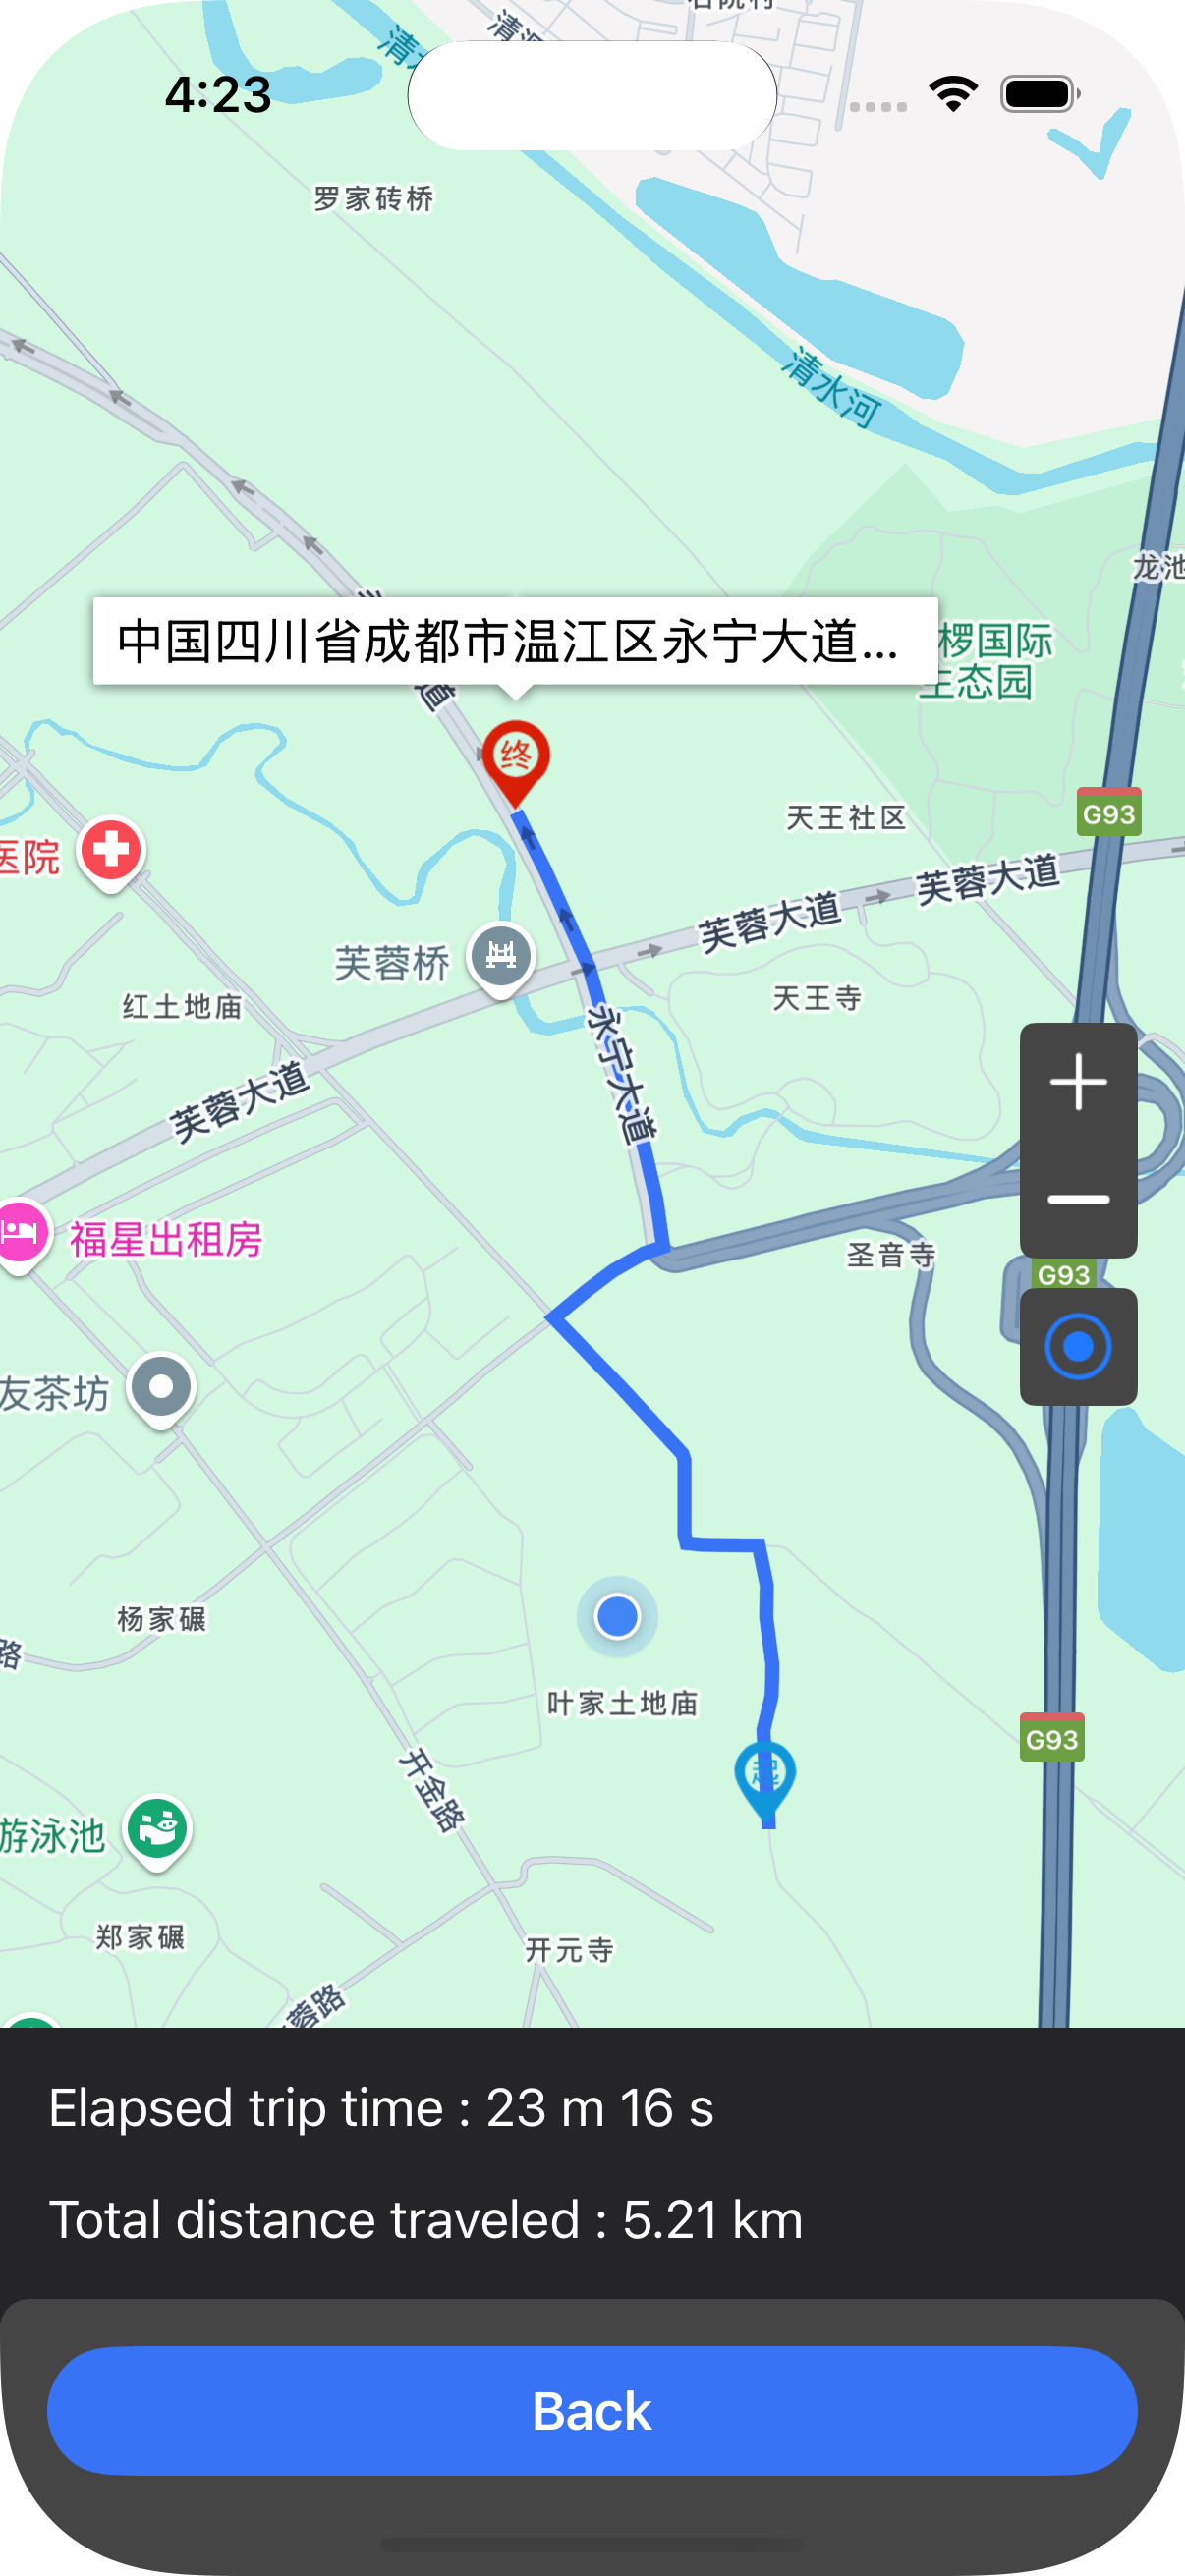 4:23
罗家砖桥
清水河
龙池
中国四川省成都市温江区永宁大道...
椤国际
生态园
道
终
天王社区
G93
医院
芙蓉大道
芙蓉大道
芙蓉桥
天王寺
红土地庙
永宁大道
芙蓉大道
福星出租房
圣音寺
G93
友茶坊
杨家碾
路
叶家土地庙
G93
起
开金路
游泳池
郑家碾
开元寺
蓉路
Elapsed trip time : 23 m 16 s
Total distance traveled : 5.21 km
Back